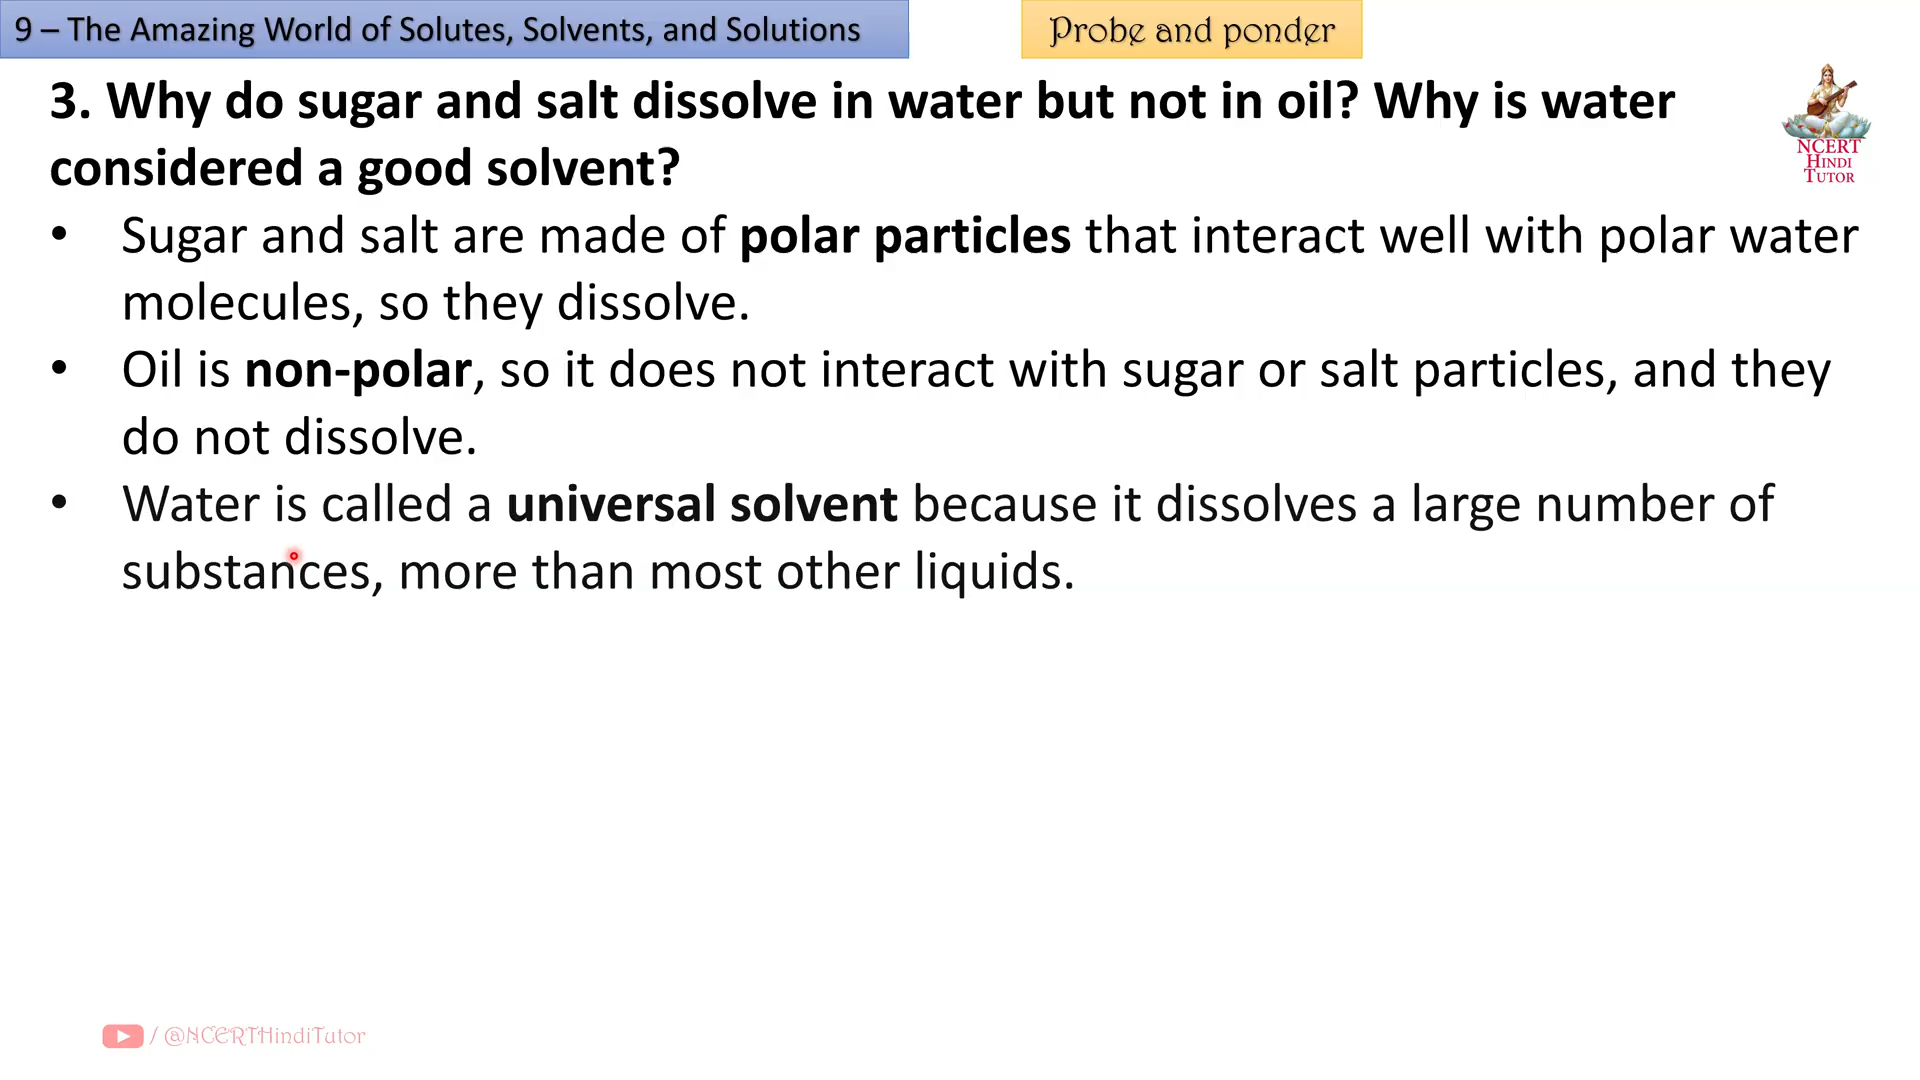 9 – The Amazing World of Solutes, Solvents, and Solutions
Probe and ponder
3. Why do sugar and salt dissolve in water but not in oil? Why is water
considered a good solvent?
NCERT
HINDI
TUTOR
• Sugar and salt are made of polar particles that interact well with polar water
molecules, so they dissolve.
• Oil is non-polar, so it does not interact with sugar or salt particles, and they
do not dissolve.
• Water is called a universal solvent because it dissolves a large number of
substances, more than most other liquids.
/ @NCERTHindiTutor